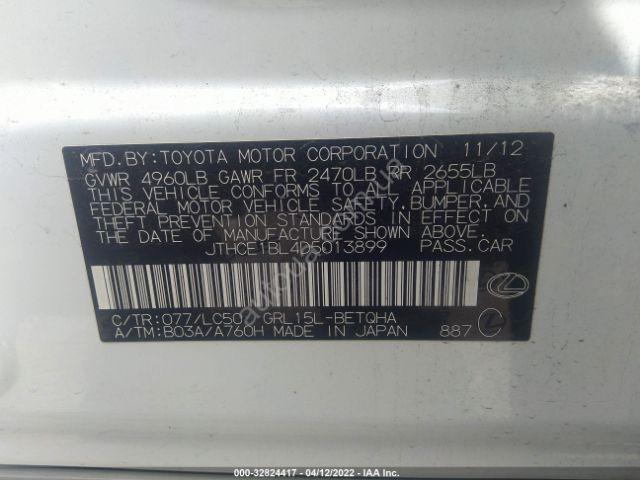 MFD.BY:TOYOTA MOTOR CORPORATION 11/12
GVWR 4960LB GAWR FR 2470LB RR 2655LB
THIS VEHICLE CONFORMS TO ALL APPLICABLE
FEDERAL MOTOR VEHICLE SAFETY,BUMPER,AND
THEFT PREVENTION STANDARDS IN EFFECT ON
THE DATE OF MANUFACTURE SHOWN ABOVE.
JTHCE1BL4D5013899 PASS.CAR
C/TR:077/LC50 GRL15L-BETQHA
A/TM:B03A/A760H MADE IN JAPAN 887
000-32824417 - 04/12/2022 - IAA Inc.